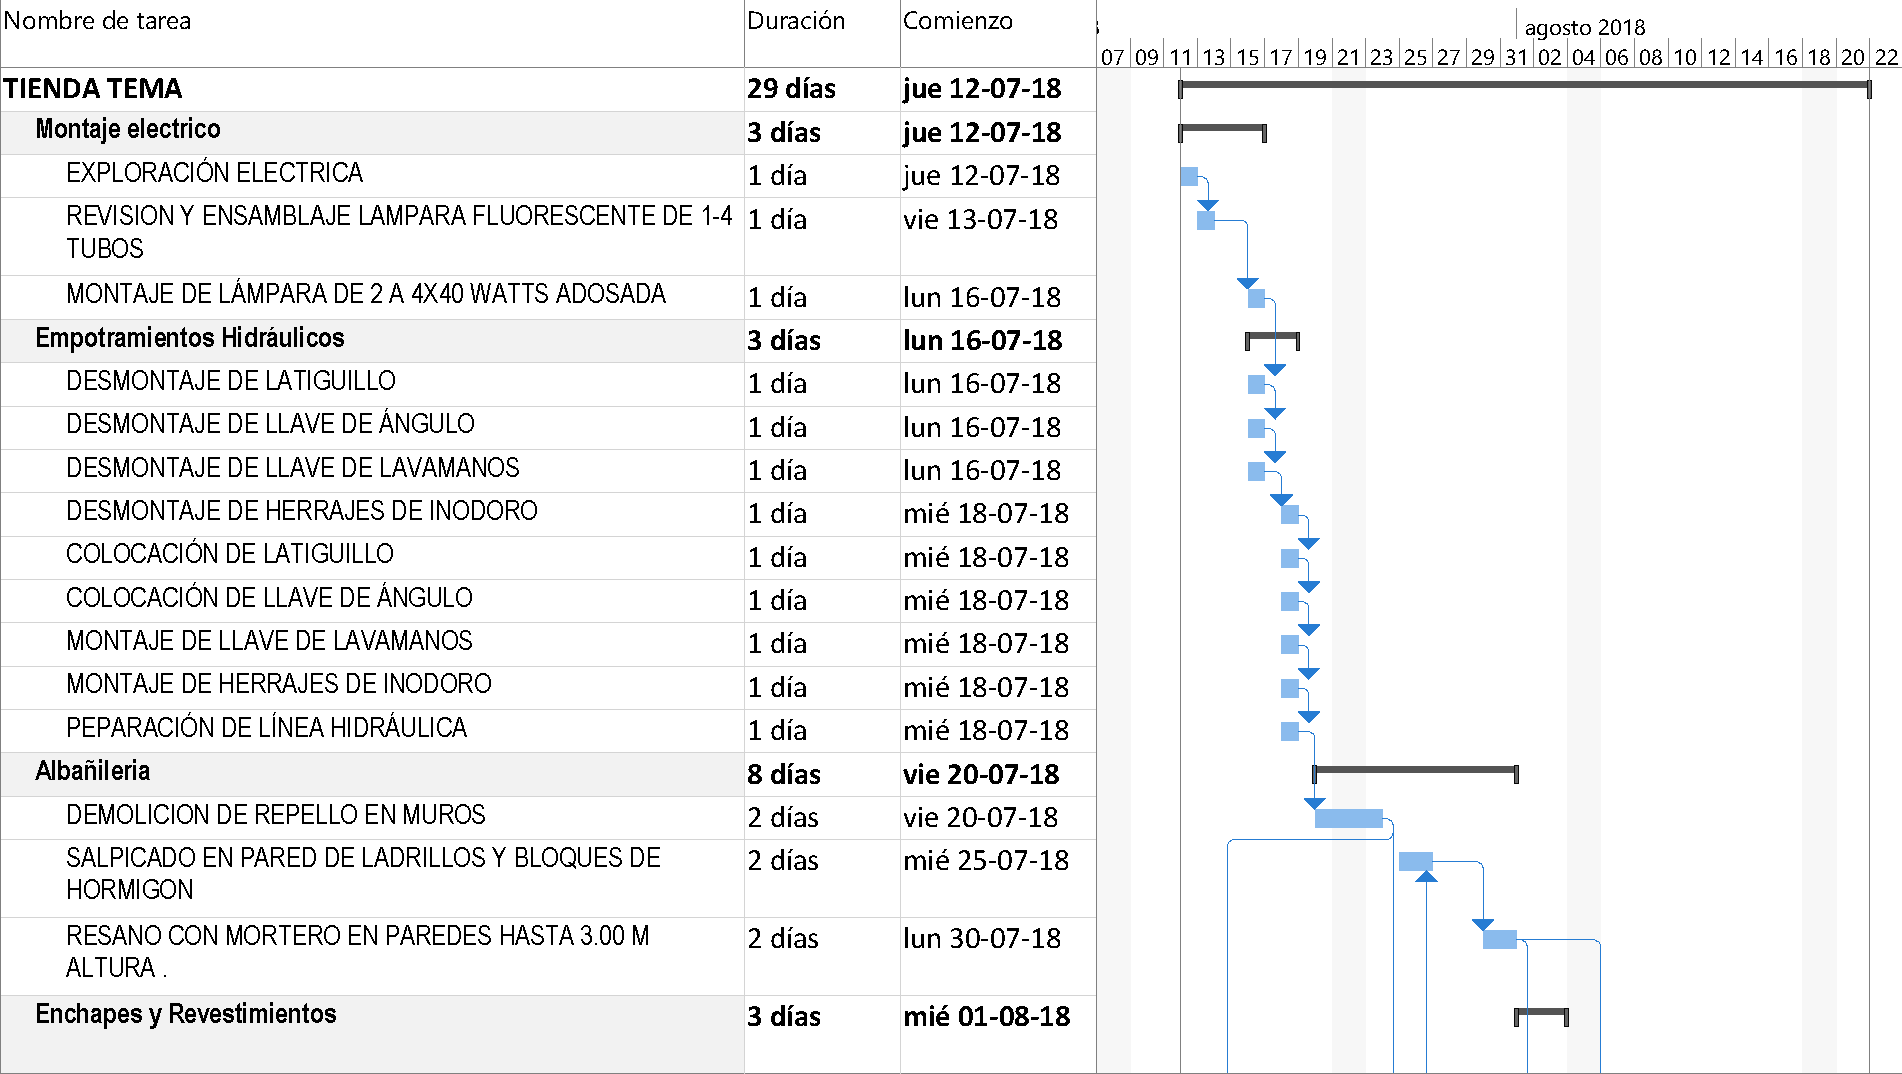 Nombre de tarea Duración Comienzo
agosto 2018
07 09 11 13 15 17 19 21 23 25 27 29 31 02 04 06 08 10 12 14 16 18 20 22
TIENDA TEMA 29 días jue 12-07-18
Montaje electrico 3 días jue 12-07-18
EXPLORACIÓN ELECTRICA 1 día jue 12-07-18
REVISION Y ENSAMBLAJE LAMPARA FLUORESCENTE DE 1-4 1 día vie 13-07-18
TUBOS
MONTAJE DE LÁMPARA DE 2 A 4X40 WATTS ADOSADA 1 día lun 16-07-18
Empotramientos Hidráulicos 3 días lun 16-07-18
DESMONTAJE DE LATIGUILLO 1 día lun 16-07-18
DESMONTAJE DE LLAVE DE ÁNGULO 1 día lun 16-07-18
DESMONTAJE DE LLAVE DE LAVAMANOS 1 día lun 16-07-18
DESMONTAJE DE HERRAJES DE INODORO 1 día mié 18-07-18
COLOCACIÓN DE LATIGUILLO 1 día mié 18-07-18
COLOCACIÓN DE LLAVE DE ÁNGULO 1 día mié 18-07-18
MONTAJE DE LLAVE DE LAVAMANOS 1 día mié 18-07-18
MONTAJE DE HERRAJES DE INODORO 1 día mié 18-07-18
PEPARACIÓN DE LÍNEA HIDRÁULICA 1 día mié 18-07-18
Albañileria 8 días vie 20-07-18
DEMOLICION DE REPELLO EN MUROS 2 días vie 20-07-18
SALPICADO EN PARED DE LADRILLOS Y BLOQUES DE 2 días mié 25-07-18
HORMIGON
RESANO CON MORTERO EN PAREDES HASTA 3.00 M 2 días lun 30-07-18
ALTURA .
Enchapes y Revestimientos 3 días mié 01-08-18